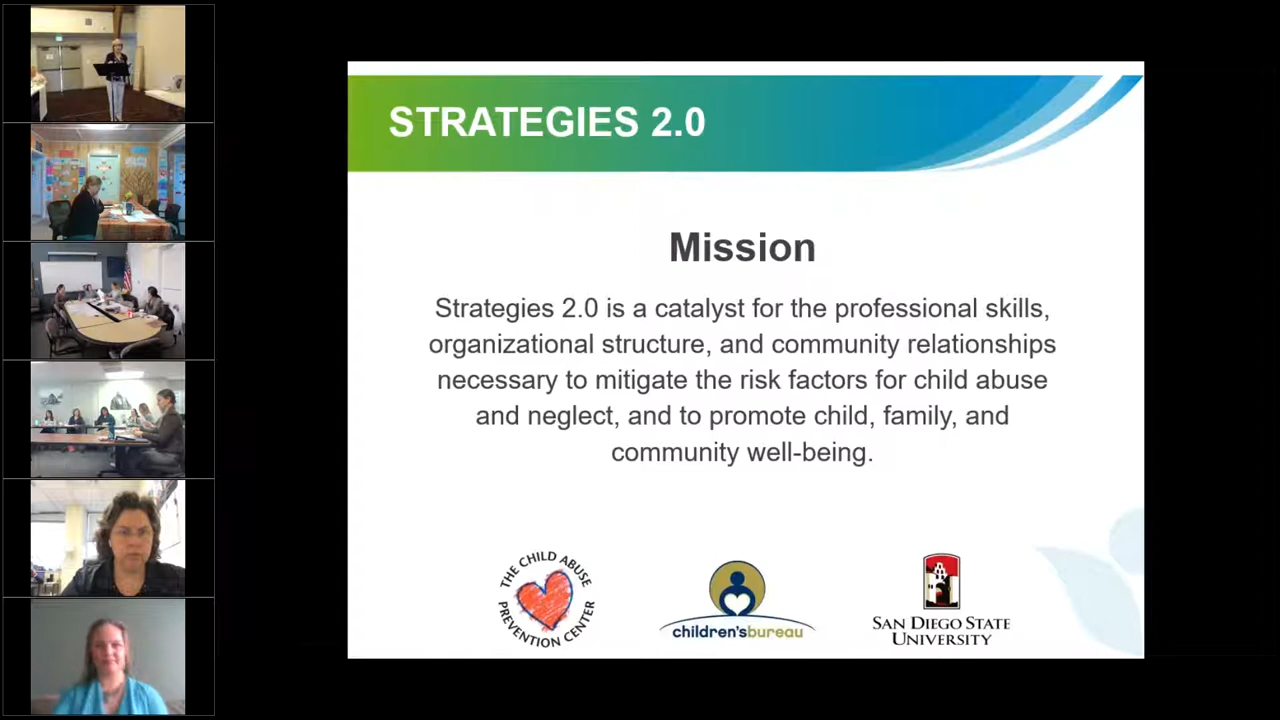 STRATEGIES 2.0
Mission
Strategies 2.0 is a catalyst for the professional skills,
organizational structure, and community relationships
necessary to mitigate the risk factors for child abuse
and neglect, and to promote child, family, and
community well-being.
THE CHILD ABUSE
PREVENTION CENTER
children'sbureau
SAN DIEGO STATE
UNIVERSITY